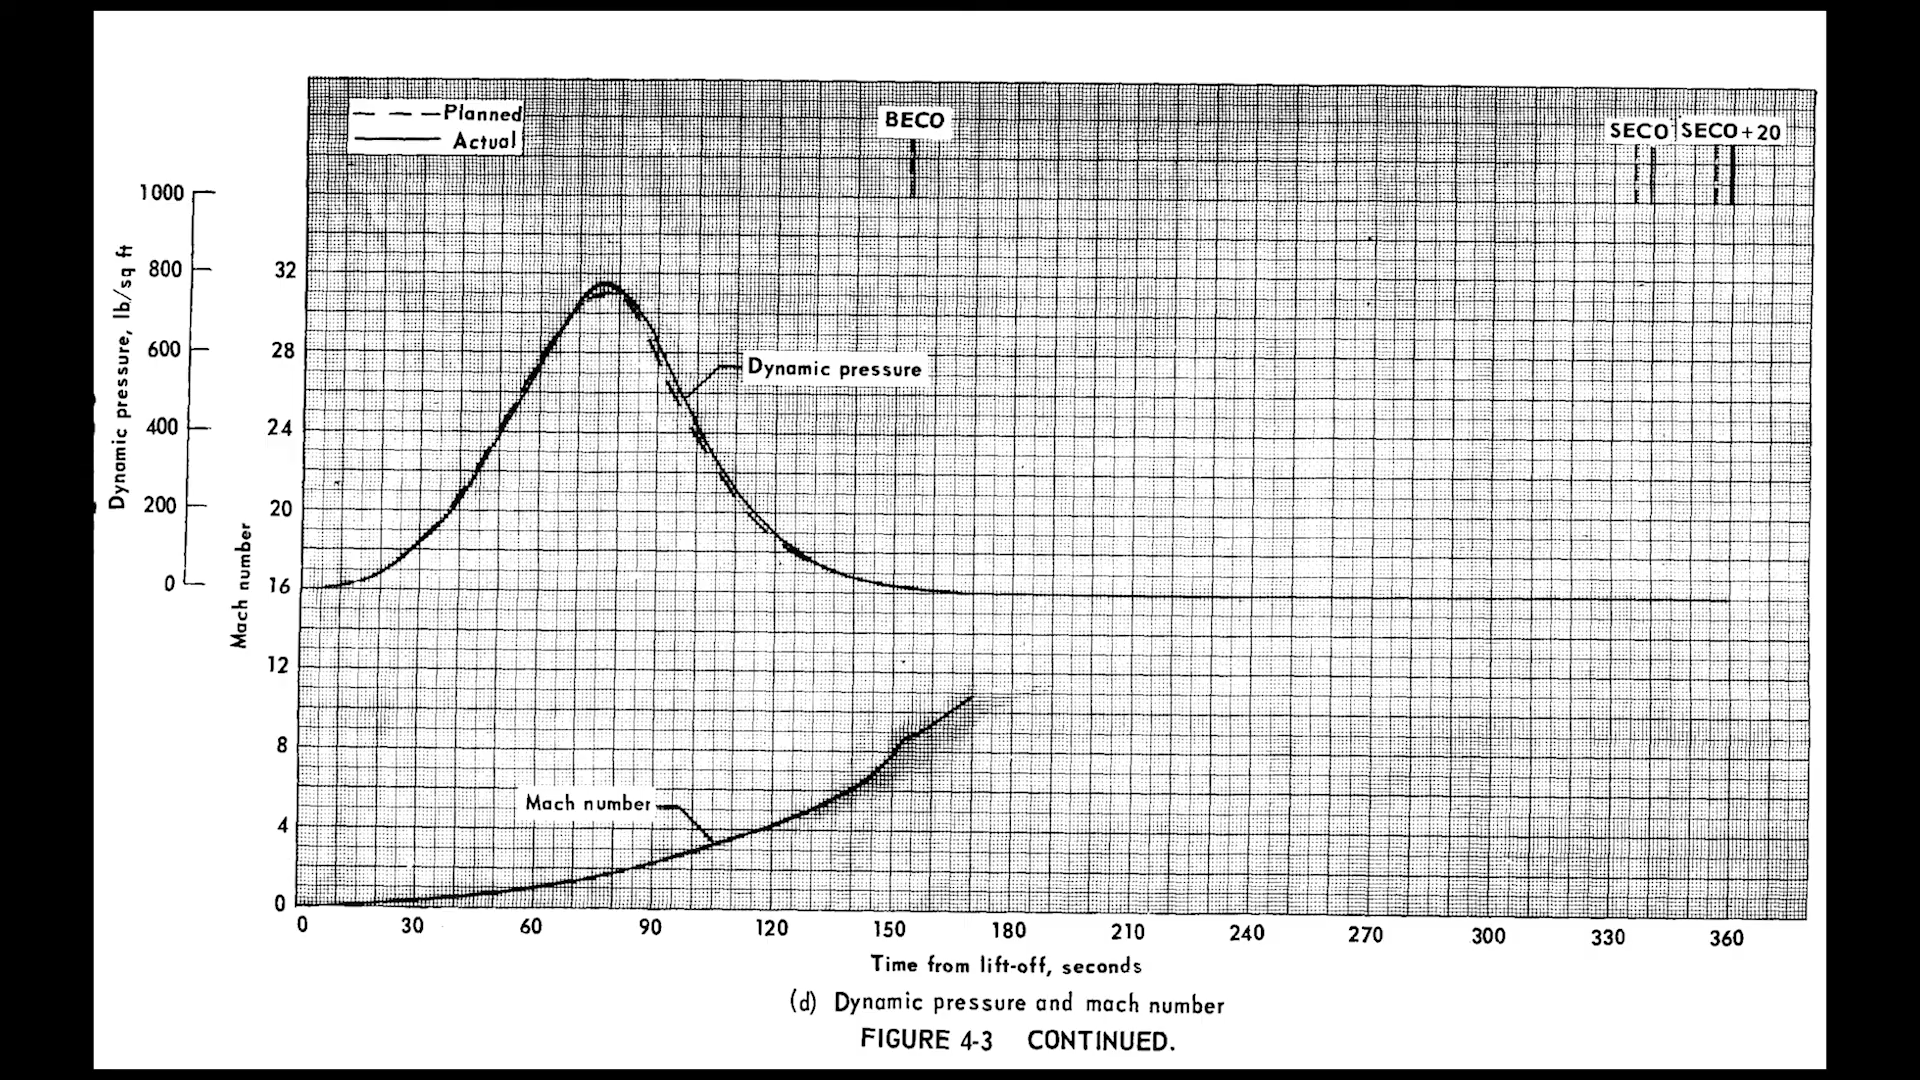 Planned
Actual
BECO
SECO SECO+20
1000
800
600
400
200
0
Dynamic pressure, lb/sq ft
32
28
24
20
16
12
8
4
0
Mach number
Dynamic pressure
Mach number
0 30 60 90 120 150 180 210 240 270 300 330 360
Time from lift-off, seconds
(d) Dynamic pressure and mach number
FIGURE 4-3 CONTINUED.